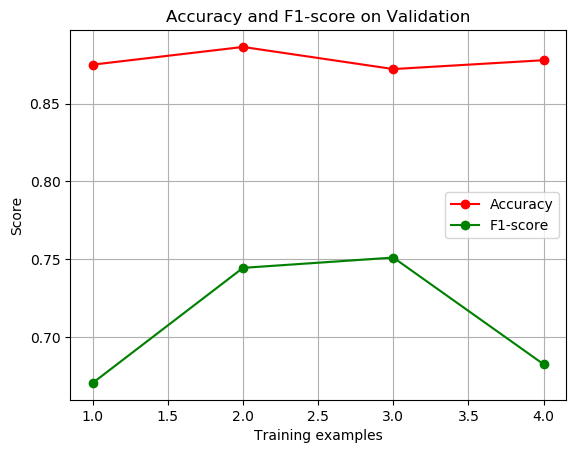 Accuracy and F1-score on Validation
0.85
0.80
0.75
0.70
Score
Accuracy
F1-score
1.0 1.5 2.0 2.5 3.0 3.5 4.0
Training examples